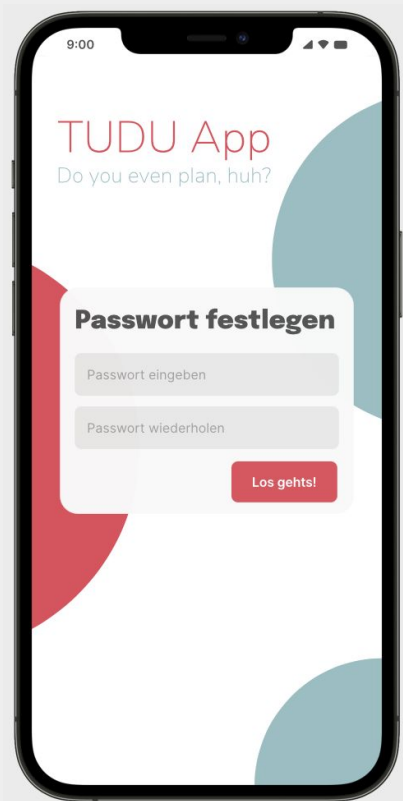 9:00
TUDU App
Do you even plan, huh?
Passwort festlegen
Passwort eingeben
Passwort wiederholen
Los gehts!